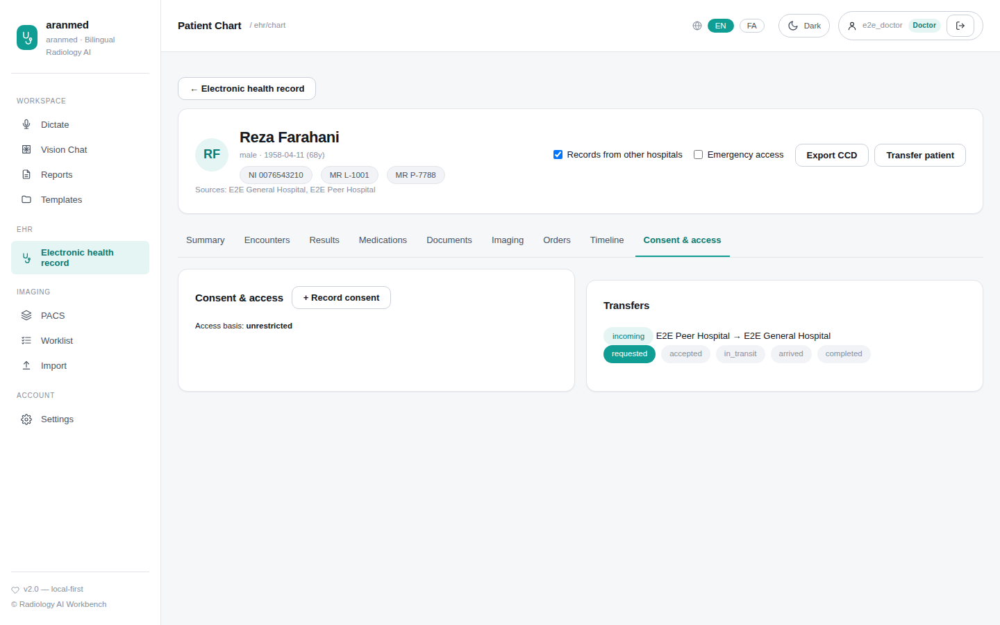 aranmed
aranmed · Bilingual
Radiology AI
WORKSPACE
Dictate
Vision Chat
Reports
Templates
EHR
Electronic health
record
IMAGING
PACS
Worklist
Import
ACCOUNT
Settings
v2.0 — local-first
© Radiology AI Workbench
Patient Chart / ehr/chart
EN FA Dark e2e_doctor Doctor
← Electronic health record
RF
Reza Farahani
male · 1958-04-11 (68y)
NI 0076543210 MR L-1001 MR P-7788
Sources: E2E General Hospital, E2E Peer Hospital
Records from other hospitals Emergency access Export CCD Transfer patient
Summary Encounters Results Medications Documents Imaging Orders Timeline Consent & access
Consent & access + Record consent
Access basis: unrestricted
Transfers
incoming E2E Peer Hospital → E2E General Hospital
requested accepted in_transit arrived completed